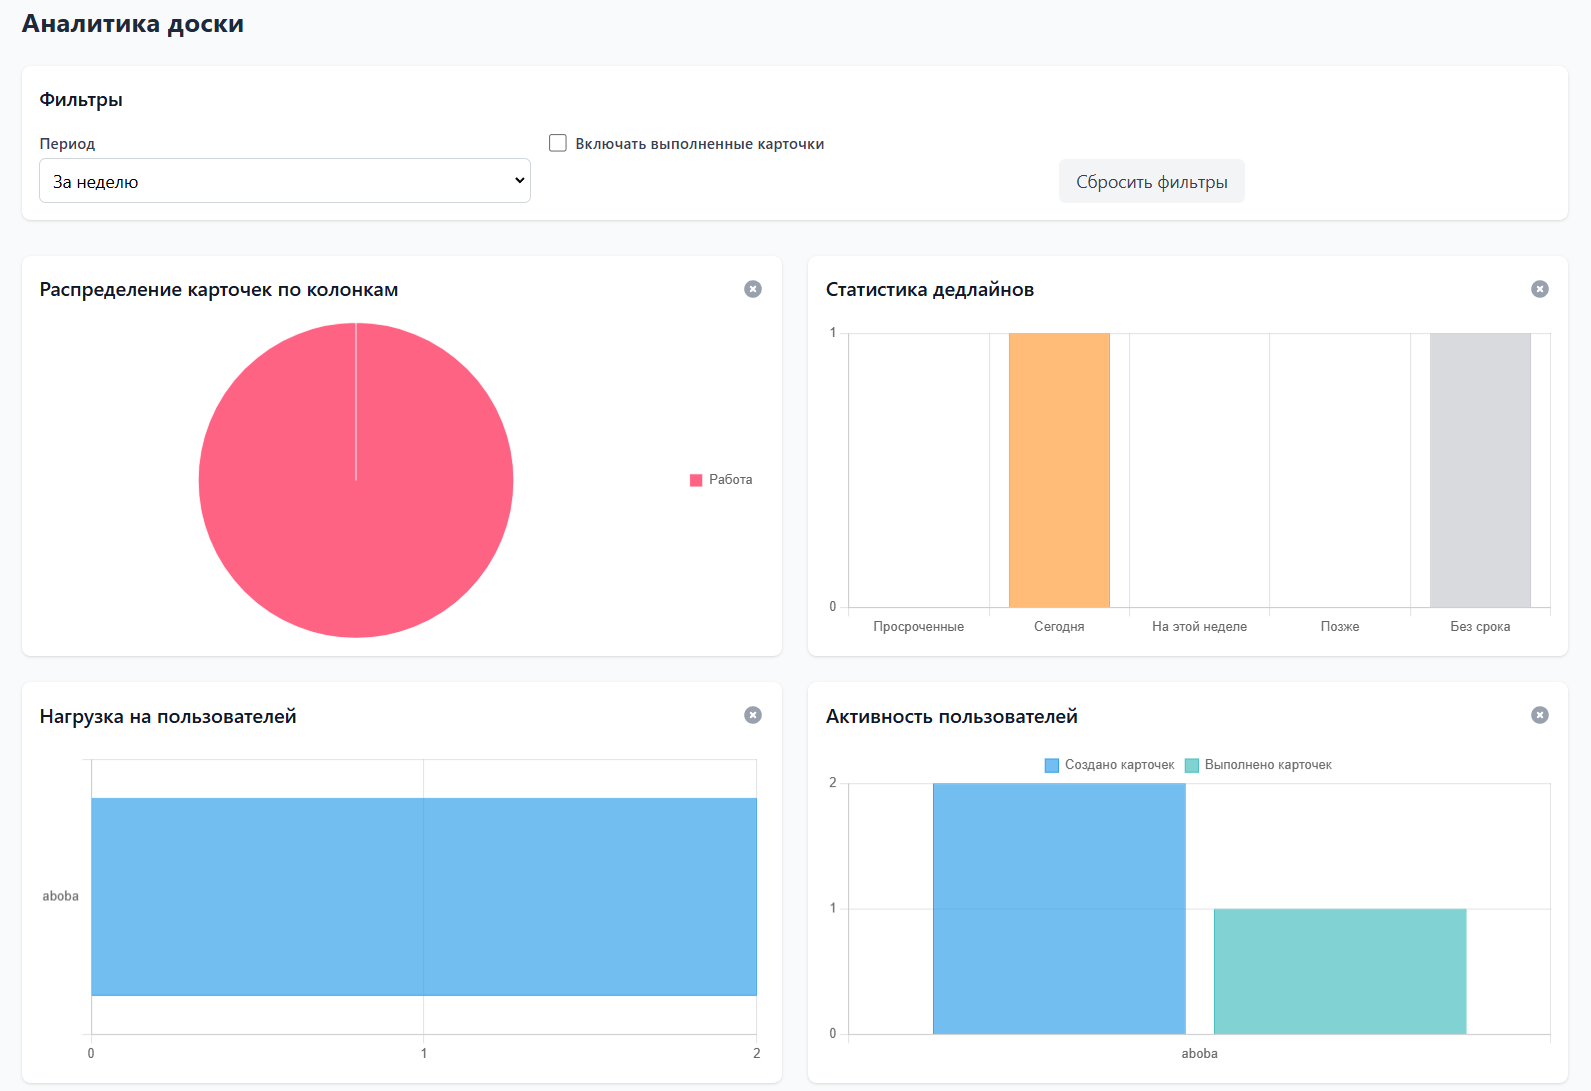 Аналитика доски
Фильтры
Период
Включать выполненные карточки
За неделю
Сбросить фильтры
Распределение карточек по колонкам
Работа
Статистика дедлайнов
1
0
Просроченные Сегодня На этой неделе Позже Без срока
Нагрузка на пользователей
aboba
0 1 2
Активность пользователей
Создано карточек Выполнено карточек
2
1
0
aboba